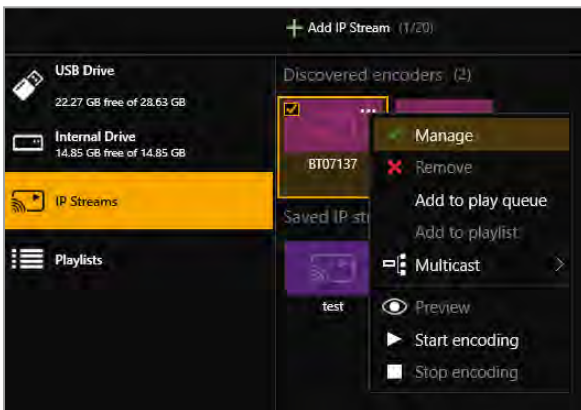 Add IP Stream (1/20)
USB Drive
22.27 GB free of 28.63 GB
Internal Drive
14.85 GB free of 14.85 GB
IP Streams
Playlists
Discovered encoders (2)
BT07137
Saved IP st
test
Manage
Remove
Add to play queue
Add to playlist
Multicast
Preview
Start encoding
Stop encoding